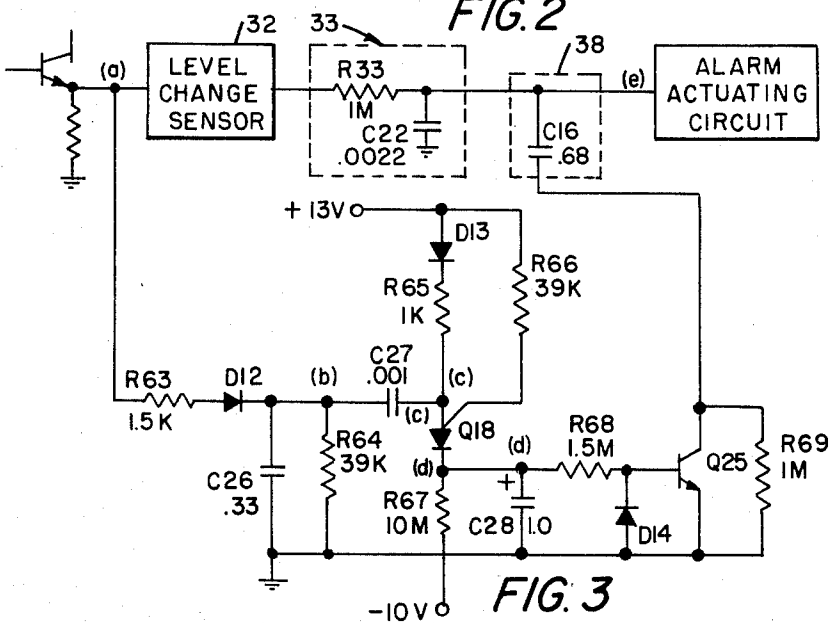 FIG. 2
32
33
38
(a)
LEVEL
CHANGE
SENSOR
R33
1M
C22
.0022
C16
.68
(e)
ALARM
ACTUATING
CIRCUIT
+ 13V
D13
R65
1K
R66
39K
C27
.001
(c)
(c)
R63
1.5K
D12
(b)
R64
39K
C26
.33
Q18
(d)
(d)
R67
10M
+
C28 1.0
R68
1.5M
D14
Q25
R69
1M
-10V
FIG. 3